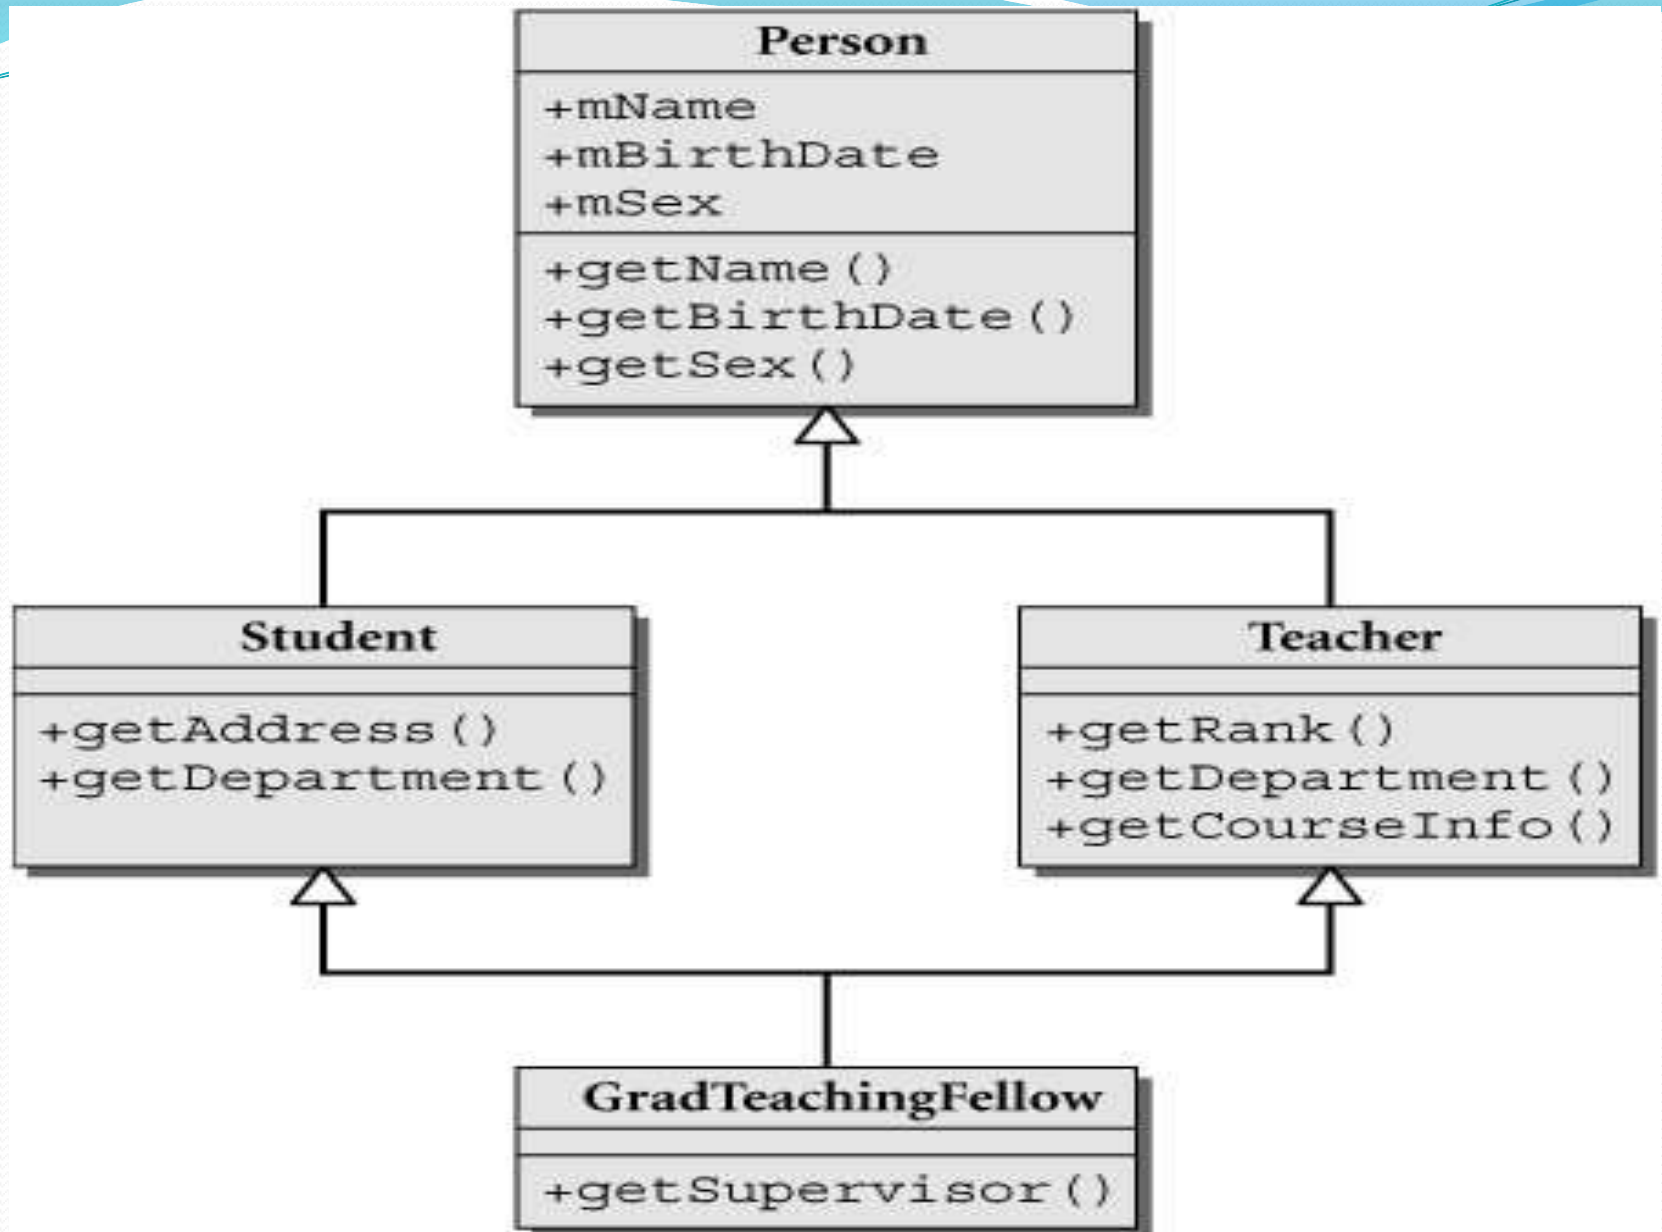 Person
+mName
+mBirthDate
+mSex
+getName()
+getBirthDate()
+getSex()
Student
+getAddress()
+getDepartment()
Teacher
+getRank()
+getDepartment()
+getCourseInfo()
GradTeachingFellow
+getSupervisor()